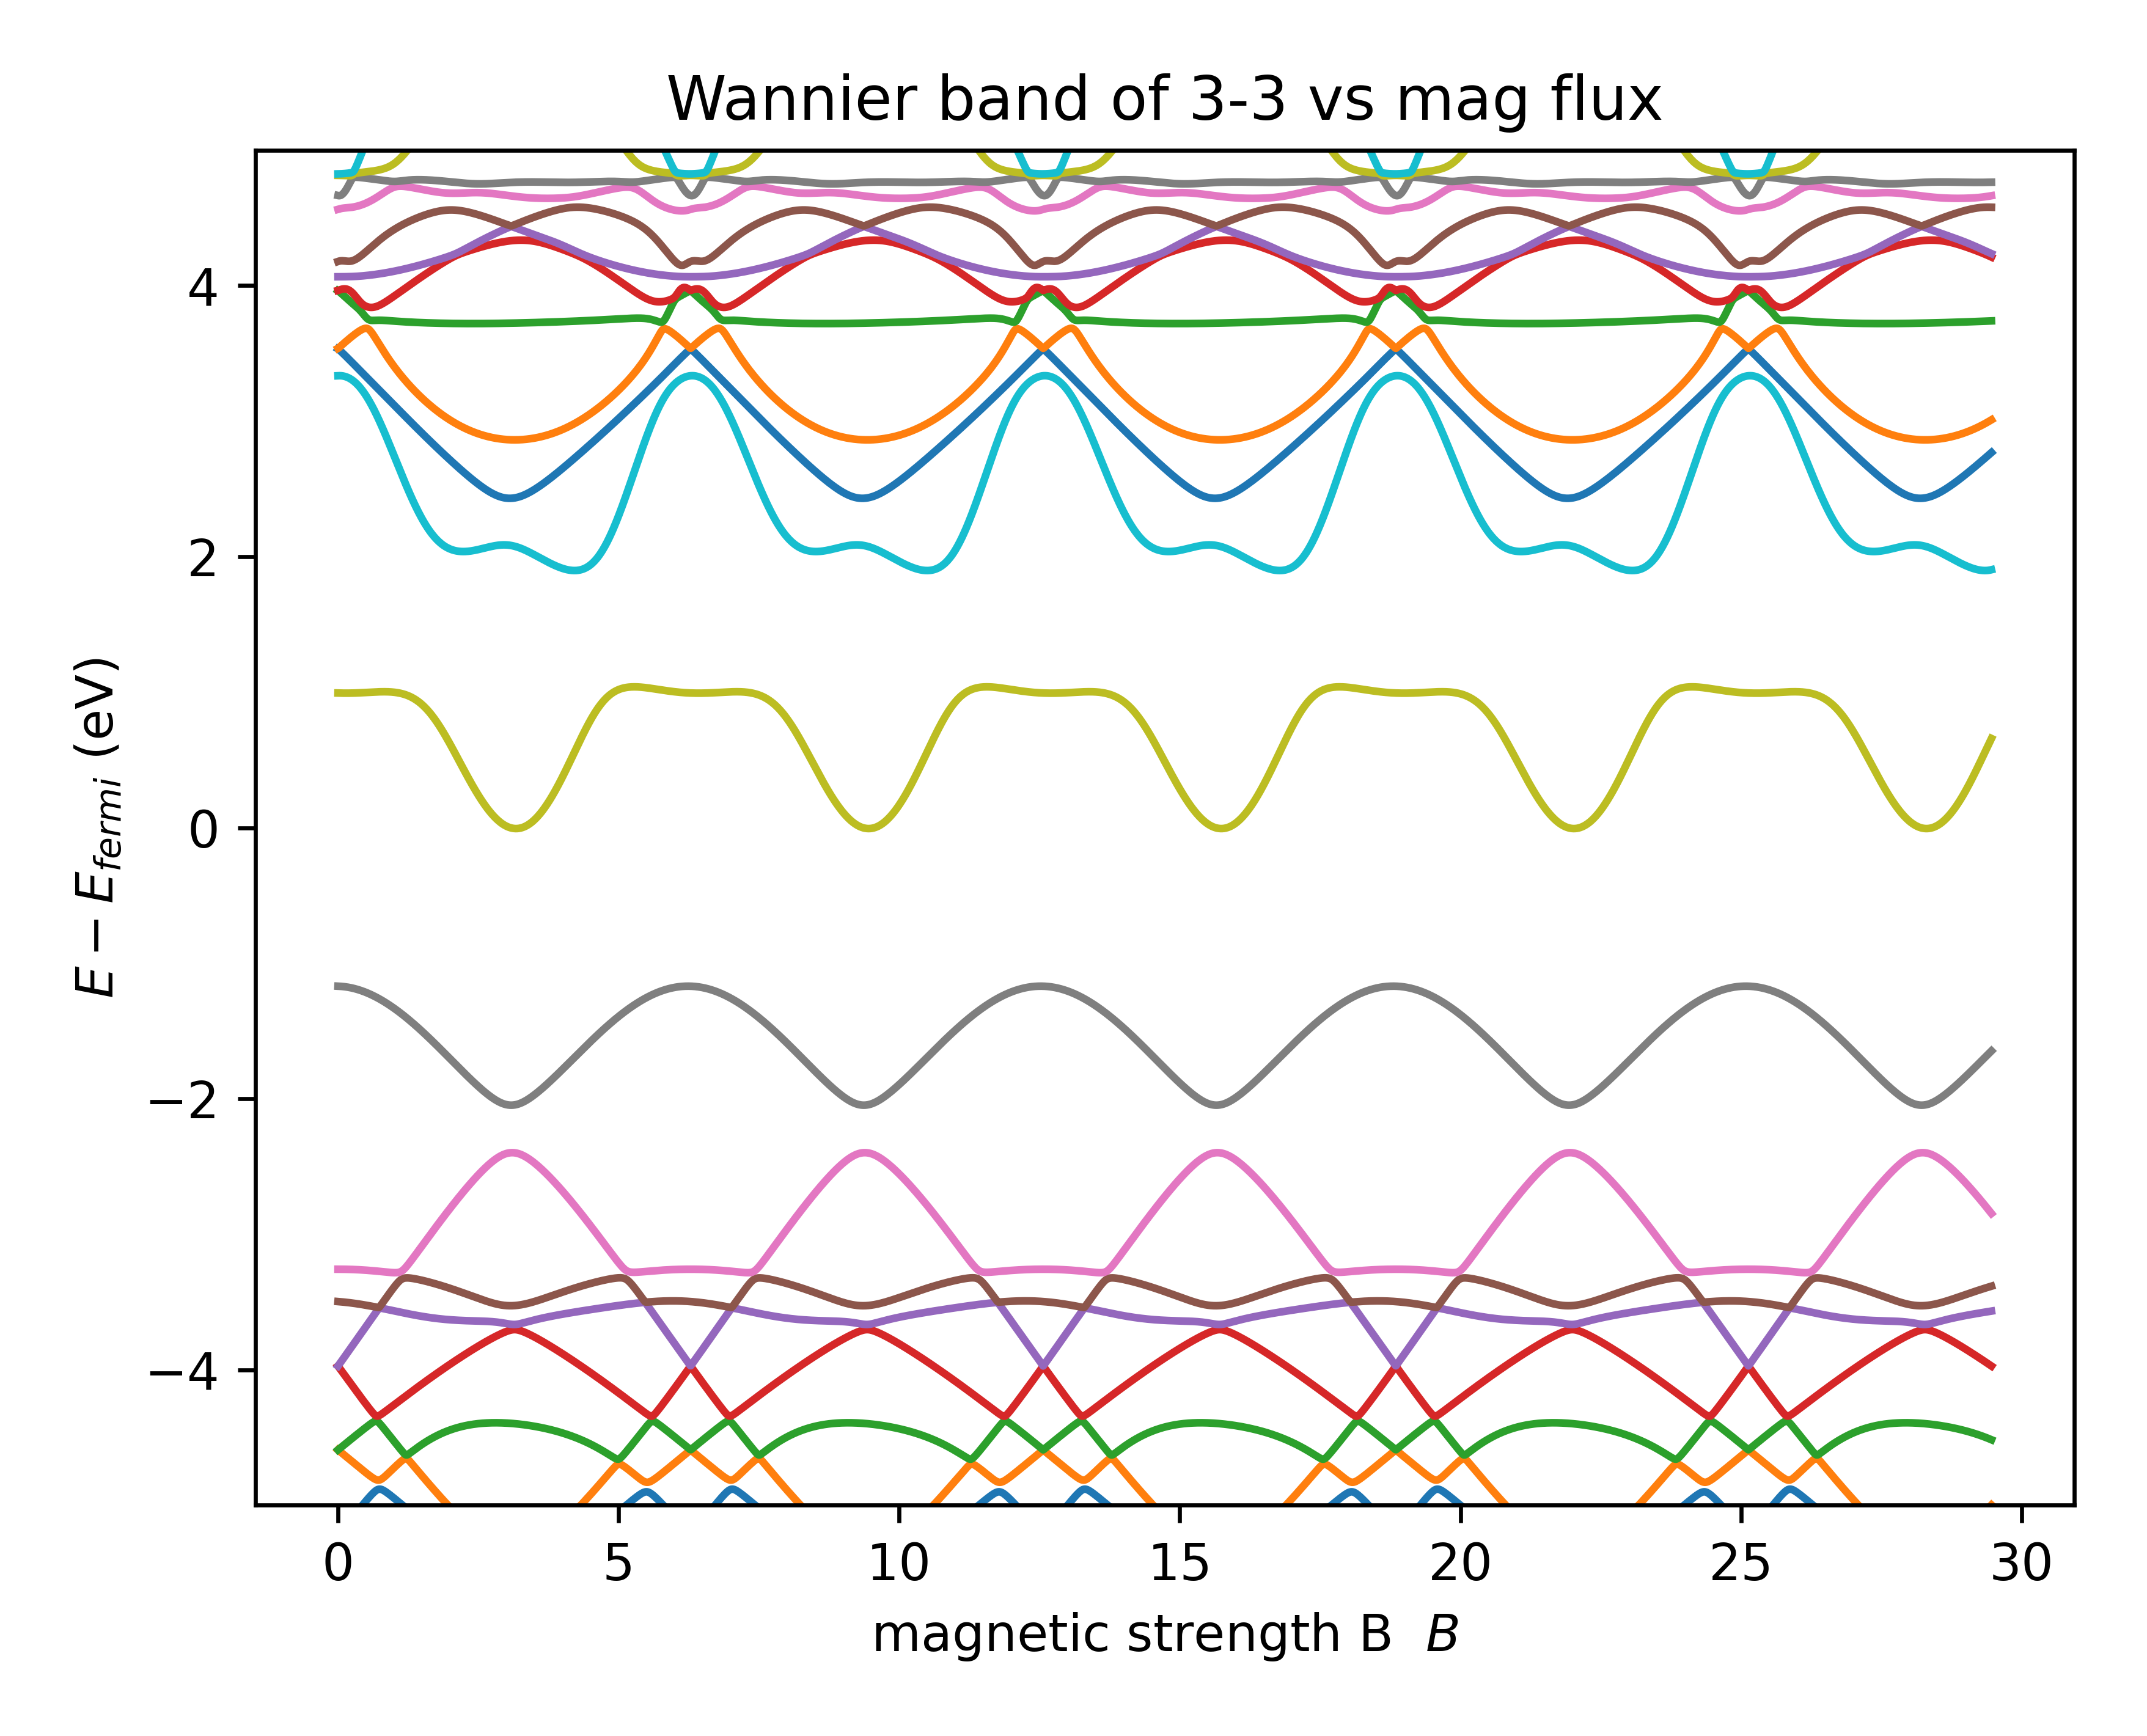 Wannier band of 3-3 vs mag flux
4
2
0
−2
−4
E − E_fermi (eV)
0 5 10 15 20 25 30
magnetic strength B B